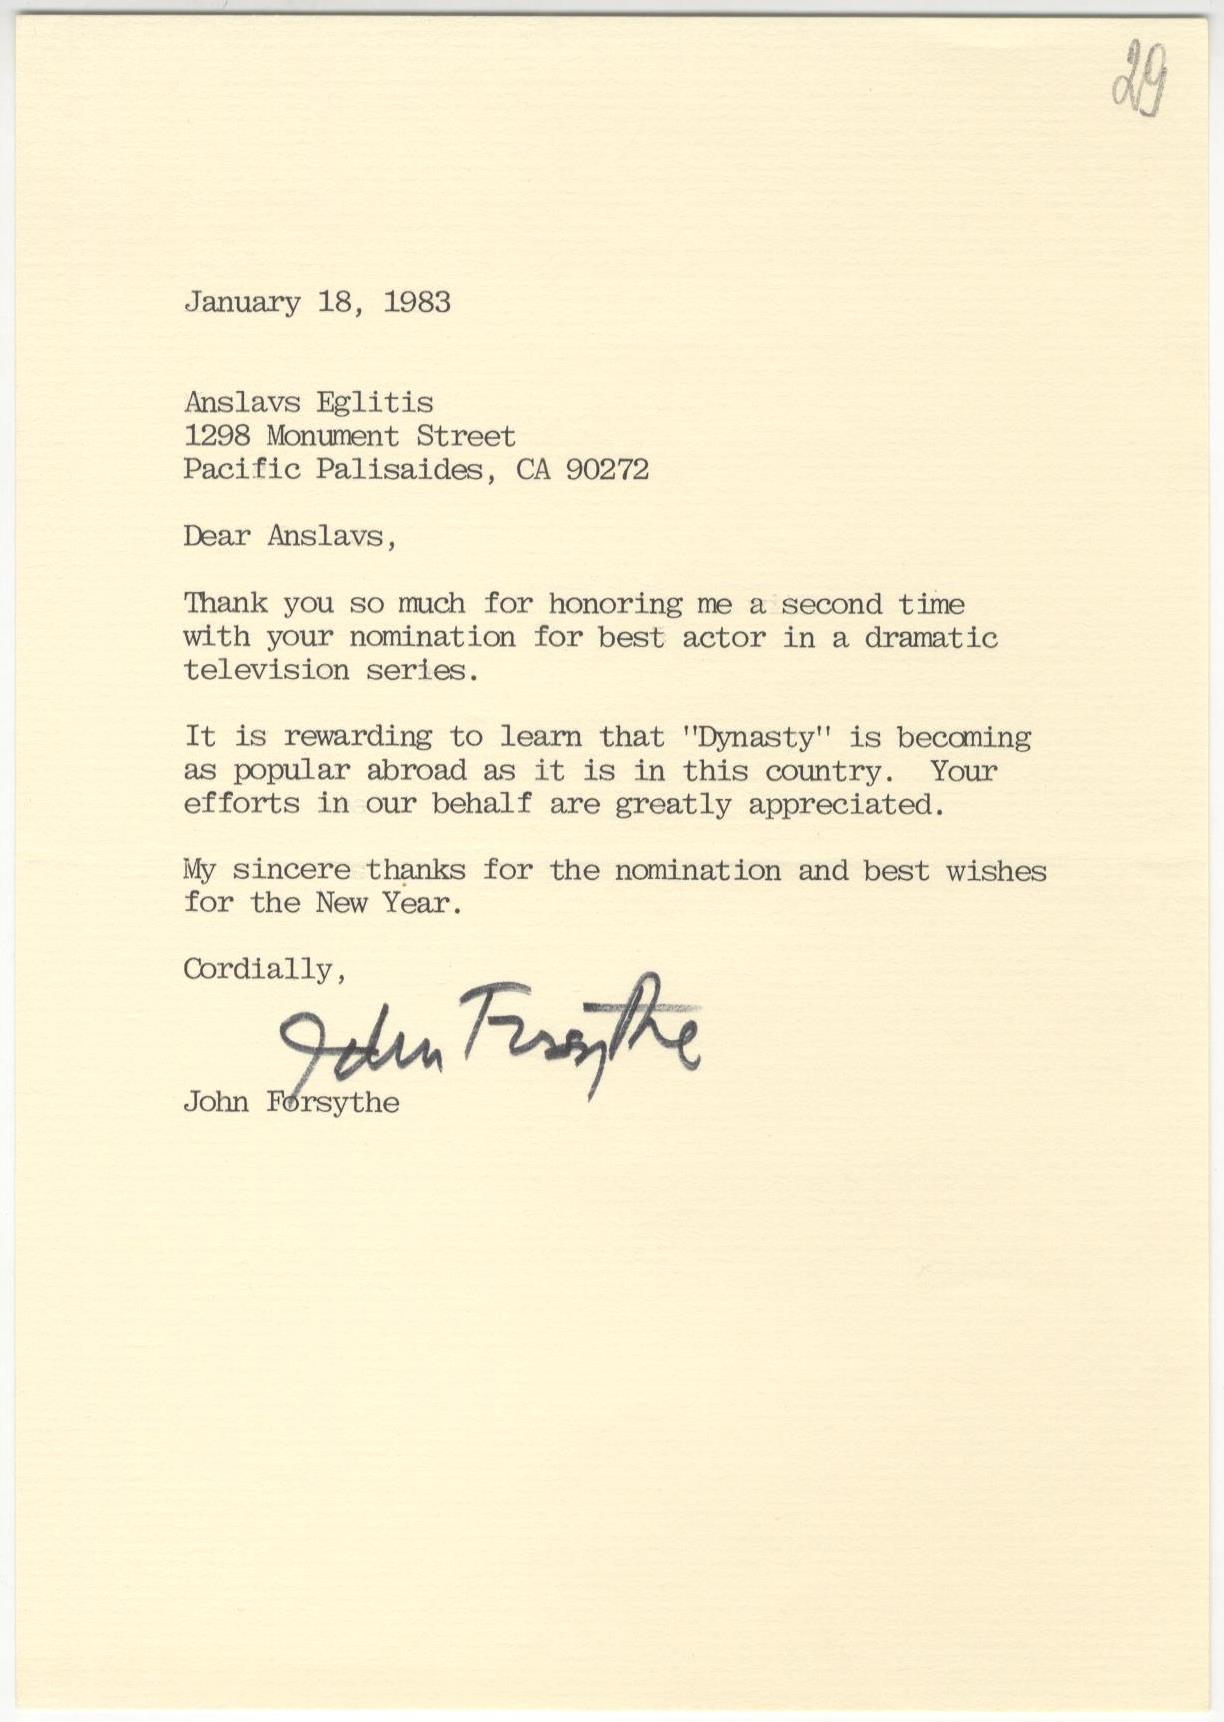 29
January 18, 1983
Anslavs Eglitis
1298 Monument Street
Pacific Palisaides, CA 90272
Dear Anslavs,
Thank you so much for honoring me a second time
with your nomination for best actor in a dramatic
television series.
It is rewarding to learn that "Dynasty" is becoming
as popular abroad as it is in this country.  Your
efforts in our behalf are greatly appreciated.
My sincere thanks for the nomination and best wishes
for the New Year.
Cordially,
John Forsythe
John Forsythe